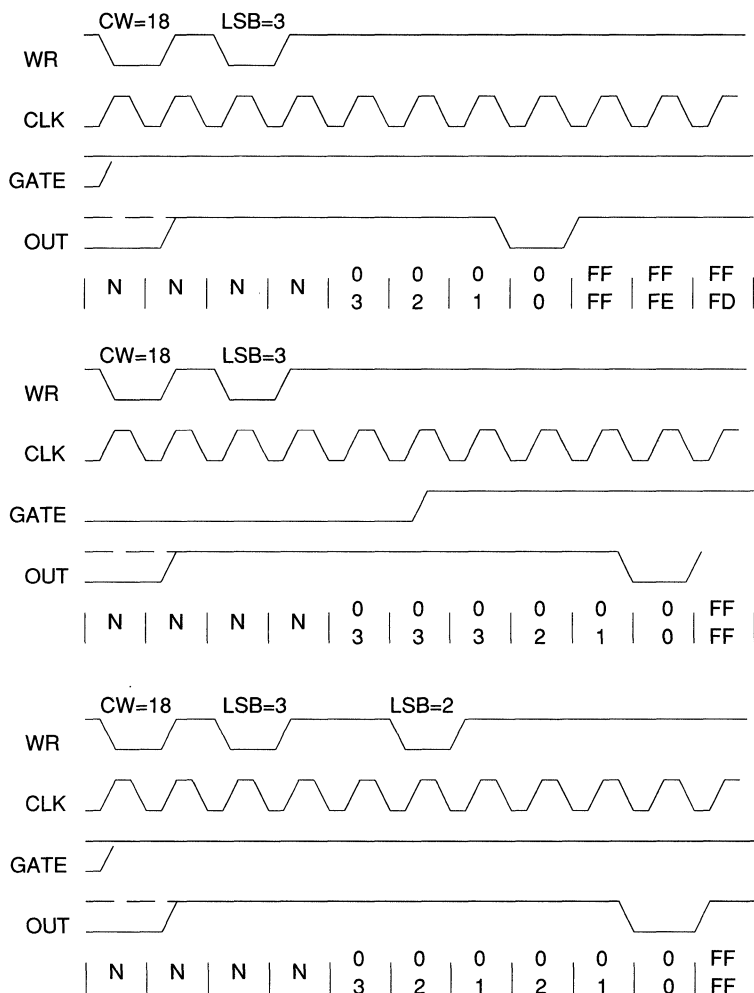 CW=18 LSB=3
WR
CLK
GATE
OUT
0 0 0 0 FF FF FF
| N | N | N | N | | | | | | | |
3 2 1 0 FF FE FD
CW=18 LSB=3
WR
CLK
GATE
OUT
0 0 0 0 0 0 FF
| N | N | N | N | | | | | | | |
3 3 3 2 1 0 FF
CW=18 LSB=3 LSB=2
WR
CLK
GATE
OUT
0 0 0 0 0 0 FF
| N | N | N | N | | | | | | |
3 2 1 2 1 0 FF